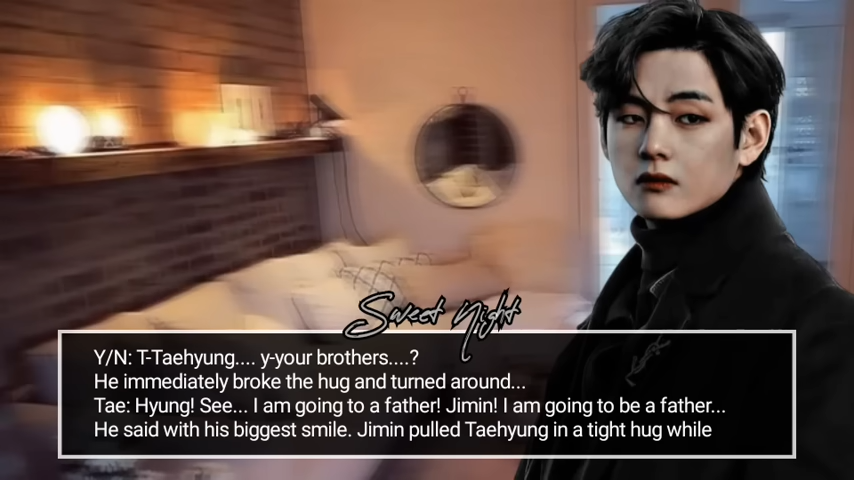 Sweet Night
Y/N: T-Taehyung.... y-your brothers....?
He immediately broke the hug and turned around...
Tae: Hyung! See... I am going to a father! Jimin! I am going to be a father...
He said with his biggest smile. Jimin pulled Taehyung in a tight hug while